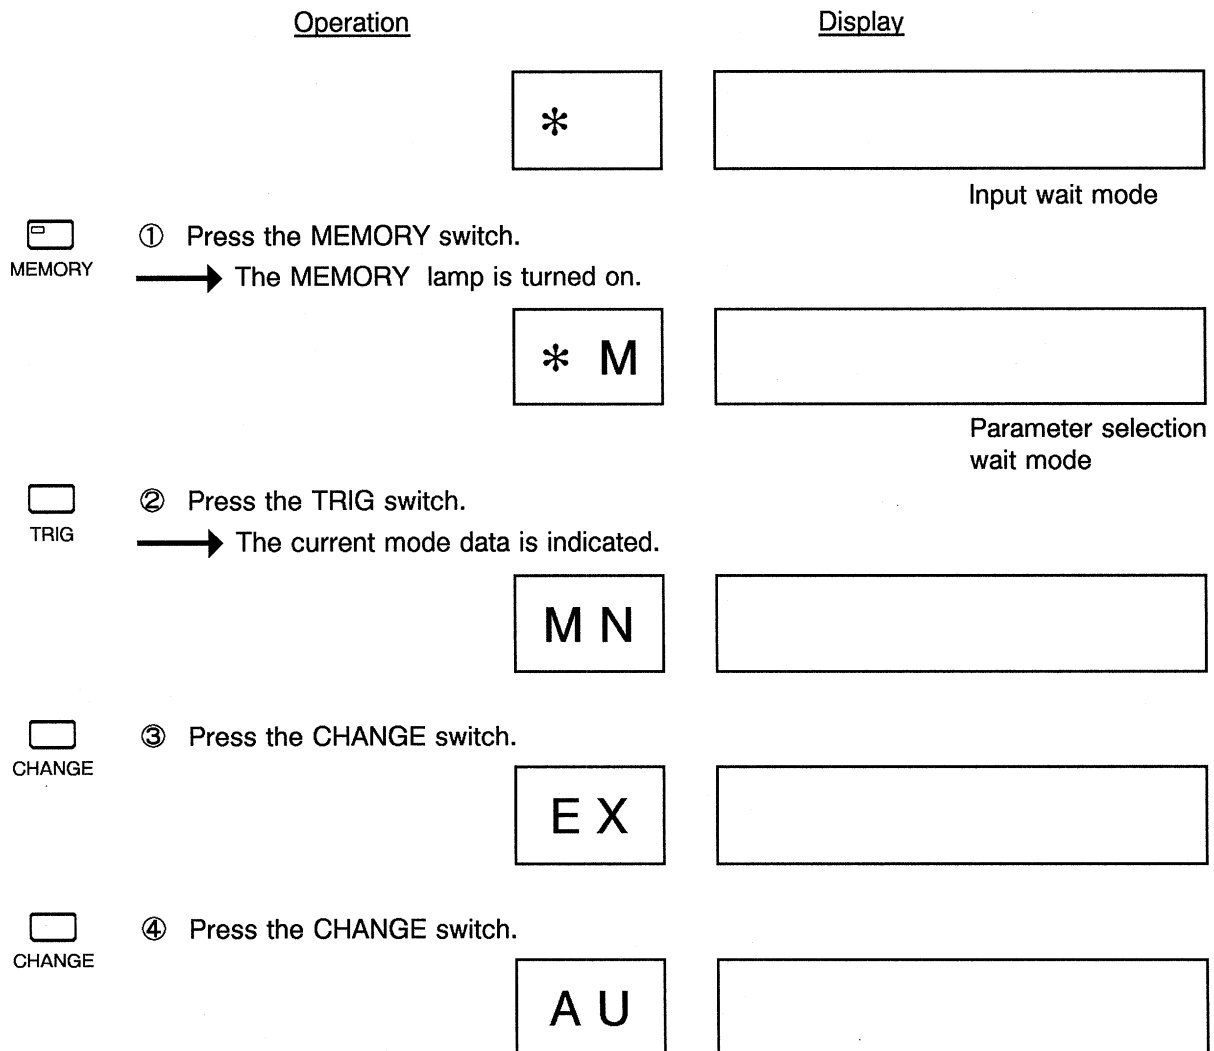 Operation Display
*
Input wait mode
① Press the MEMORY switch.
MEMORY
The MEMORY lamp is turned on.
* M
Parameter selection
wait mode
② Press the TRIG switch.
TRIG
The current mode data is indicated.
M N
③ Press the CHANGE switch.
CHANGE
E X
④ Press the CHANGE switch.
CHANGE
A U